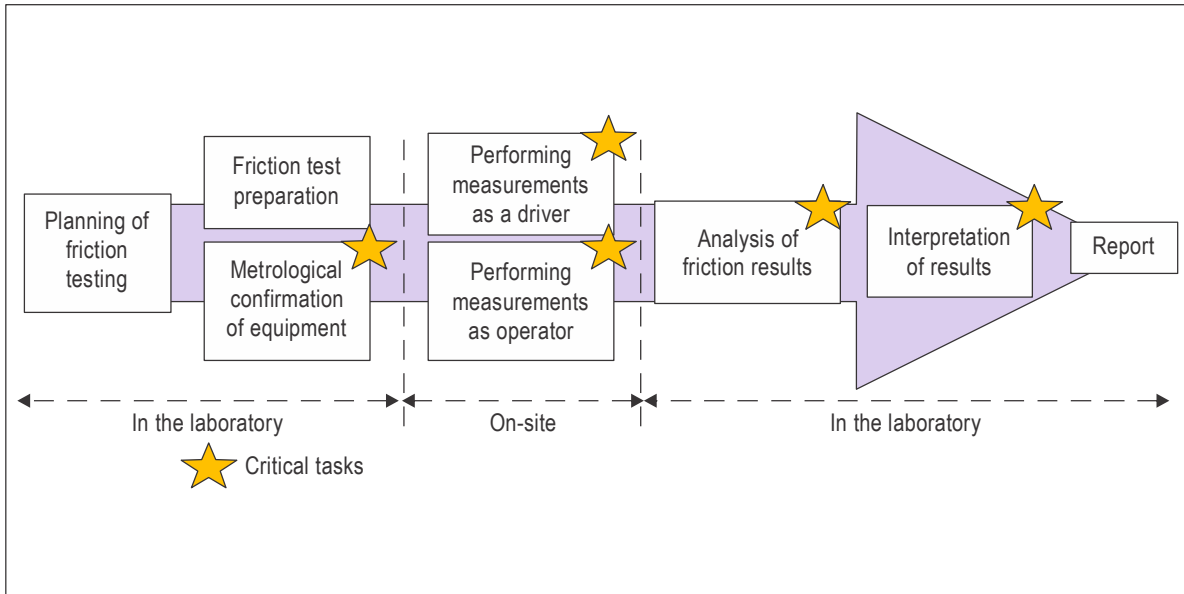 Planning of
friction
testing
Friction test
preparation
Metrological
confirmation
of equipment
Performing
measurements
as a driver
Performing
measurements
as operator
Analysis of
friction results
Interpretation
of results
Report
In the laboratory
On-site
In the laboratory
Critical tasks